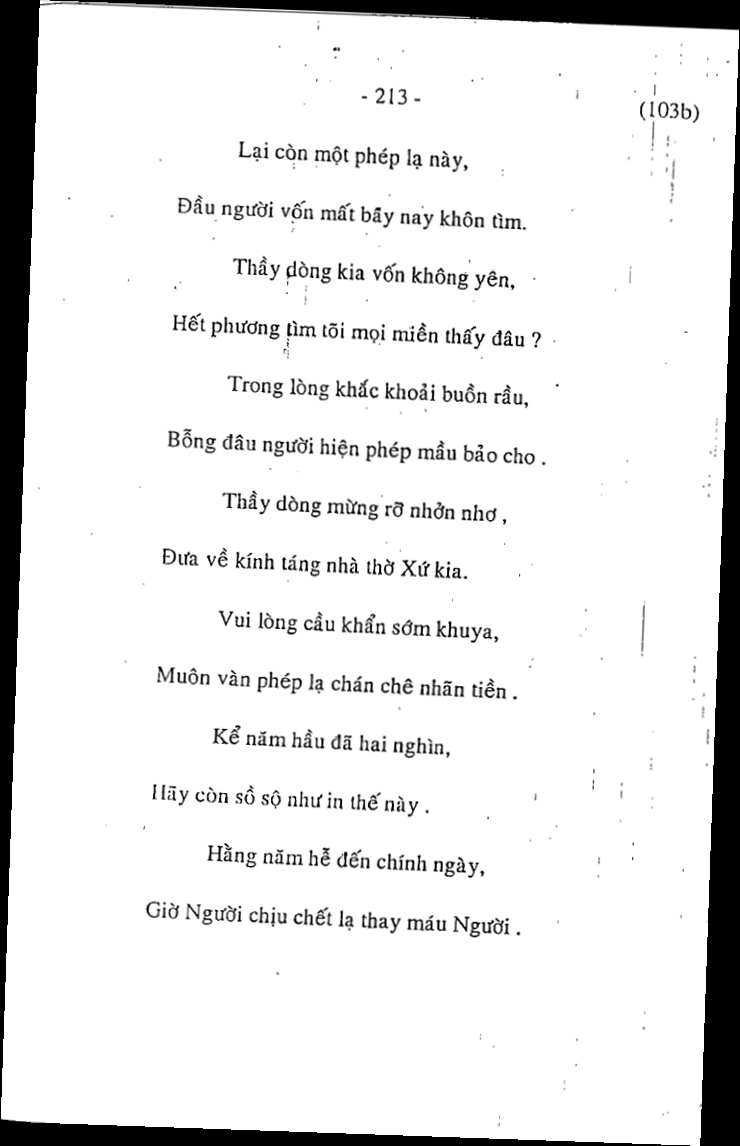 - 213 -
(103b)
Lại còn một phép lạ này,
Đầu người vốn mất bãy nay khôn tìm.
Thầy dòng kia vốn không yên,
Hết phương tìm tõi mọi miền thấy đâu ?
Trong lòng khắc khoải buồn rầu,
Bỗng đâu người hiện phép mầu bảo cho .
Thầy dòng mừng rỡ nhởn nhơ ,
Đưa về kính táng nhà thờ Xứ kia.
Vui lòng cầu khẩn sớm khuya,
Muôn vàn phép lạ chán chê nhãn tiền .
Kể năm hầu đã hai nghìn,
Hãy còn sồ sộ như in thế này .
Hằng năm hễ đến chính ngày,
Giờ Người chịu chết lạ thay máu Người .